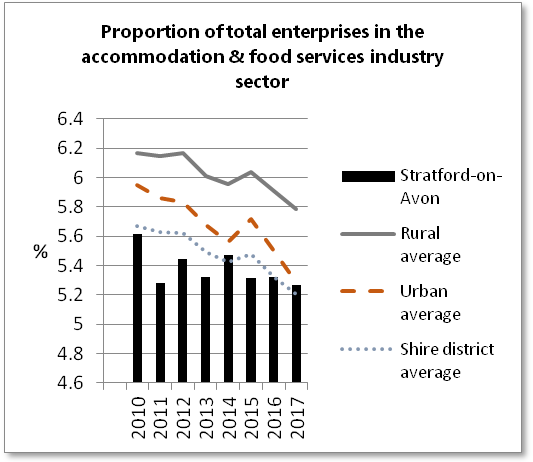 Proportion of total enterprises in the
accommodation & food services industry
sector
6.4
6.2
6
5.8
5.6
5.4
5.2
5
4.8
4.6
%
2010
2011
2012
2013
2014
2015
2016
2017
Stratford-on-
Avon
Rural
average
Urban
average
Shire district
average